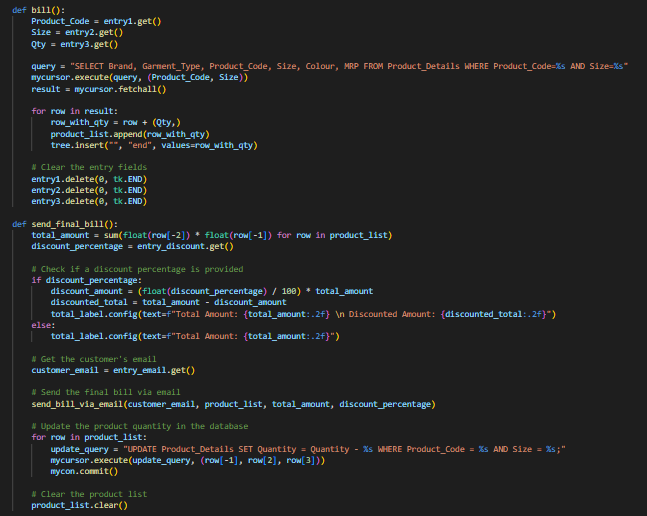 def bill():
    Product_Code = entry1.get()
    Size = entry2.get()
    Qty = entry3.get()

    query = "SELECT Brand, Garment_Type, Product_Code, Size, Colour, MRP FROM Product_Details WHERE Product_Code=%s AND Size=%s"
    mycursor.execute(query, (Product_Code, Size))
    result = mycursor.fetchall()

    for row in result:
        row_with_qty = row + (Qty,)
        product_list.append(row_with_qty)
        tree.insert("", "end", values=row_with_qty)

    # Clear the entry fields
    entry1.delete(0, tk.END)
    entry2.delete(0, tk.END)
    entry3.delete(0, tk.END)

def send_final_bill():
    total_amount = sum(float(row[-2]) * float(row[-1]) for row in product_list)
    discount_percentage = entry_discount.get()

    # Check if a discount percentage is provided
    if discount_percentage:
        discount_amount = (float(discount_percentage) / 100) * total_amount
        discounted_total = total_amount - discount_amount
        total_label.config(text=f"Total Amount: {total_amount:.2f} \n Discounted Amount: {discounted_total:.2f}")
    else:
        total_label.config(text=f"Total Amount: {total_amount:.2f}")

    # Get the customer's email
    customer_email = entry_email.get()

    # Send the final bill via email
    send_bill_via_email(customer_email, product_list, total_amount, discount_percentage)

    # Update the product quantity in the database
    for row in product_list:
        update_query = "UPDATE Product_Details SET Quantity = Quantity - %s WHERE Product_Code = %s AND Size = %s;"
        mycursor.execute(update_query, (row[-1], row[2], row[3]))
        mycon.commit()

    # Clear the product list
    product_list.clear()